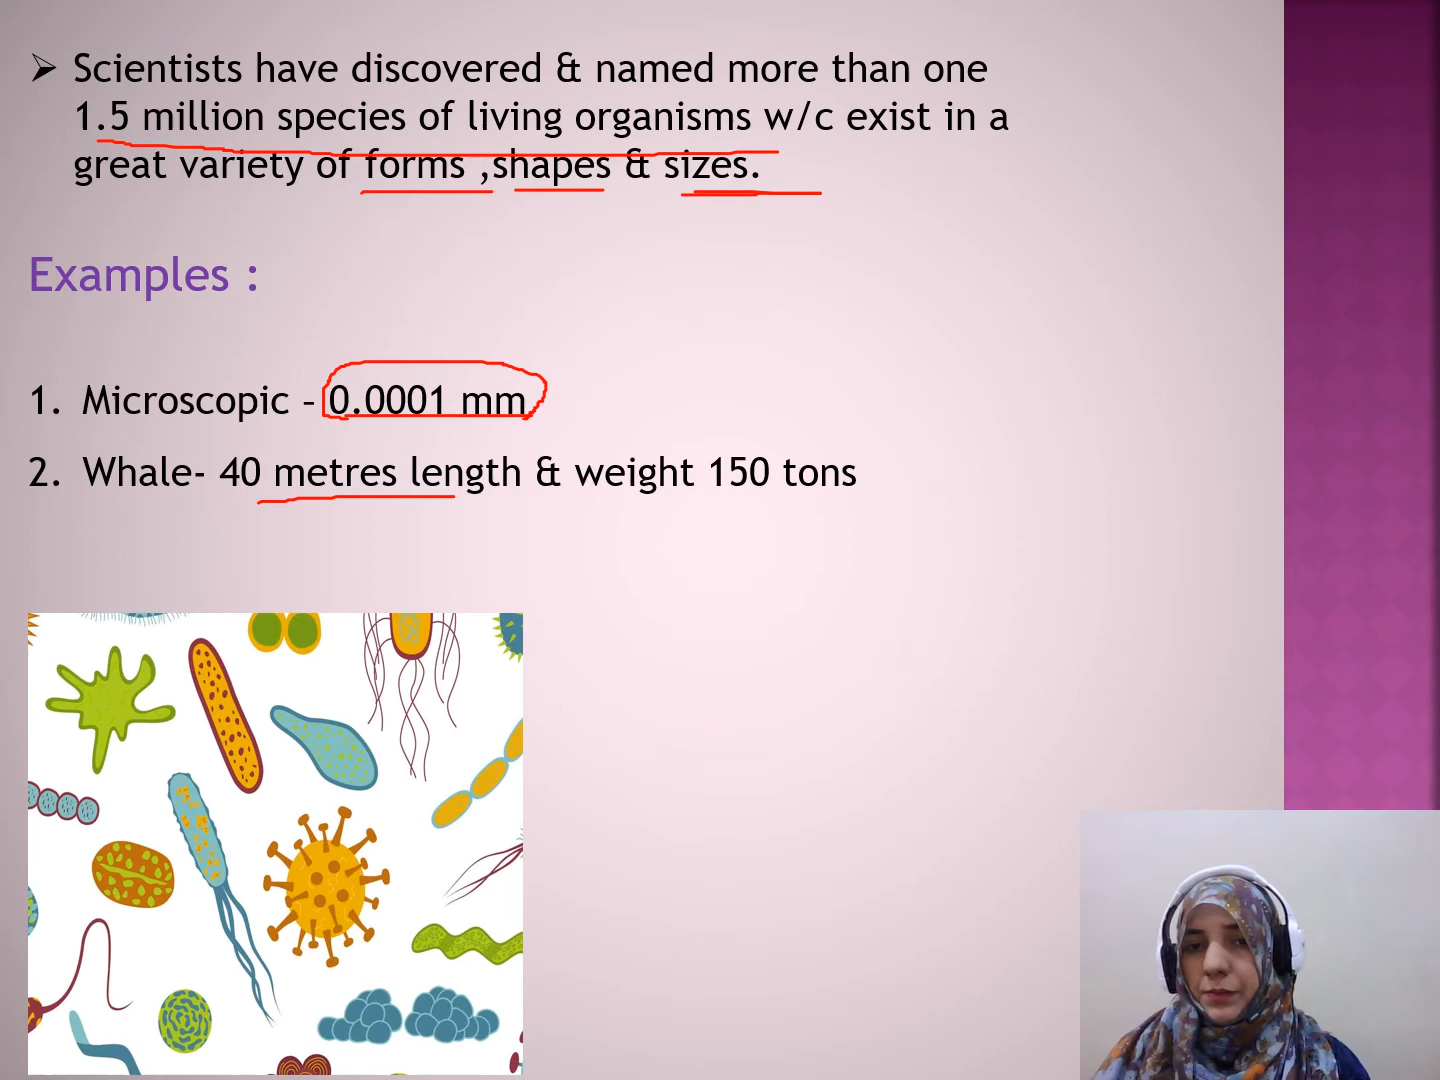 ➢ Scientists have discovered & named more than one
1.5 million species of living organisms w/c exist in a
great variety of forms ,shapes & sizes.
Examples :
1. Microscopic – 0.0001 mm
2. Whale- 40 metres length & weight 150 tons